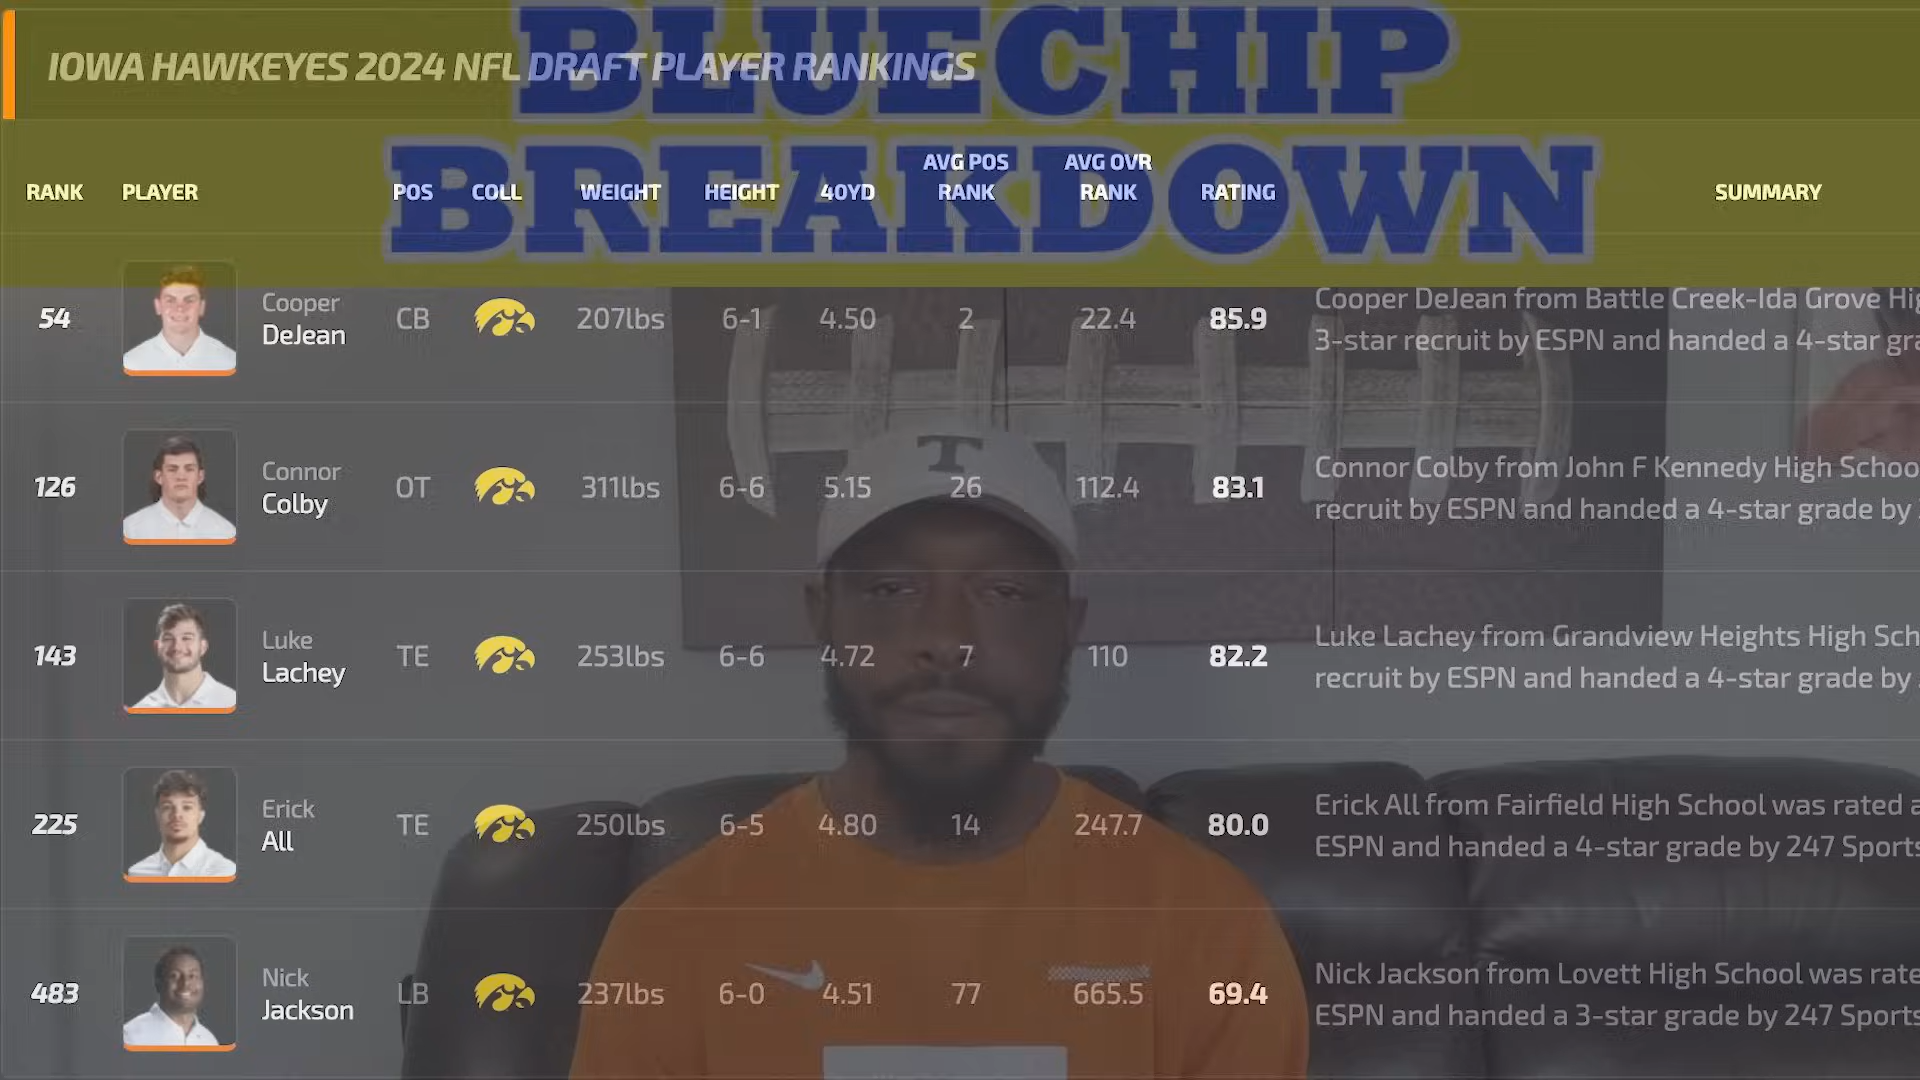 BLUECHIP
BREAKDOWN
IOWA HAWKEYES 2024 NFL DRAFT PLAYER RANKINGS
RANK PLAYER POS COLL WEIGHT HEIGHT 40YD AVG POS RANK AVG OVR RANK RATING SUMMARY
54 Cooper DeJean CB 207lbs 6-1 4.50 2 22.4 85.9
Cooper DeJean from Battle Creek-Ida Grove Hi
3-star recruit by ESPN and handed a 4-star gra
126 Connor Colby OT 311lbs 6-6 5.15 26 112.4 83.1
Connor Colby from John F Kennedy High Schoo
recruit by ESPN and handed a 4-star grade by
143 Luke Lachey TE 253lbs 6-6 4.72 7 110 82.2
Luke Lachey from Grandview Heights High Sch
recruit by ESPN and handed a 4-star grade by
225 Erick All TE 250lbs 6-5 4.80 14 247.7 80.0
Erick All from Fairfield High School was rated a
ESPN and handed a 4-star grade by 247 Sports
483 Nick Jackson LB 237lbs 6-0 4.51 77 665.5 69.4
Nick Jackson from Lovett High School was rate
ESPN and handed a 3-star grade by 247 Sports
T